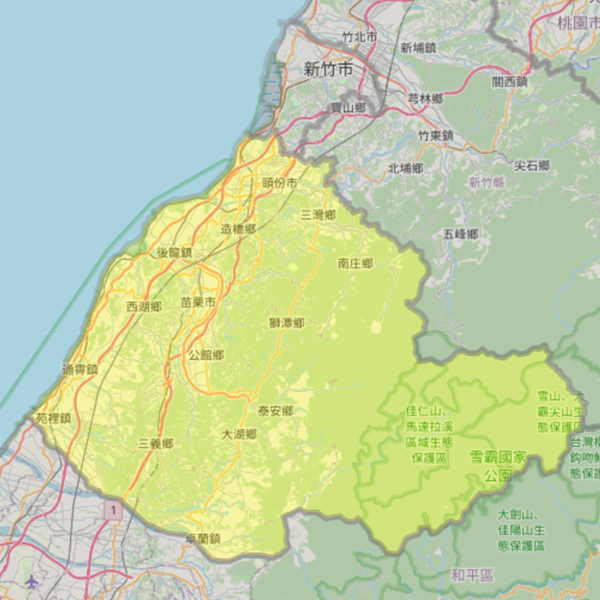 桃園市
竹北市
新埔鎮
新竹市
關西鎮
芎林鄉
寶山鄉
竹東鎮
北埔鄉
尖石鄉
頭份市
新竹縣
三灣鄉
造橋鄉
五峰鄉
後龍鎮
南庄鄉
西湖鄉
苗栗市
獅潭鄉
公館鄉
通霄鎮
苑裡鎮
泰安鄉
佳仁山、
馬達拉溪
區域生態
保護區
雪山、大
霸尖山生
態保護區
三義鄉
大湖鄉
雪霸國家
公園
台灣櫻
鉤吻鮭
態保護
1
大劍山、
佳陽山生
態保護區
卓蘭鎮
和平區